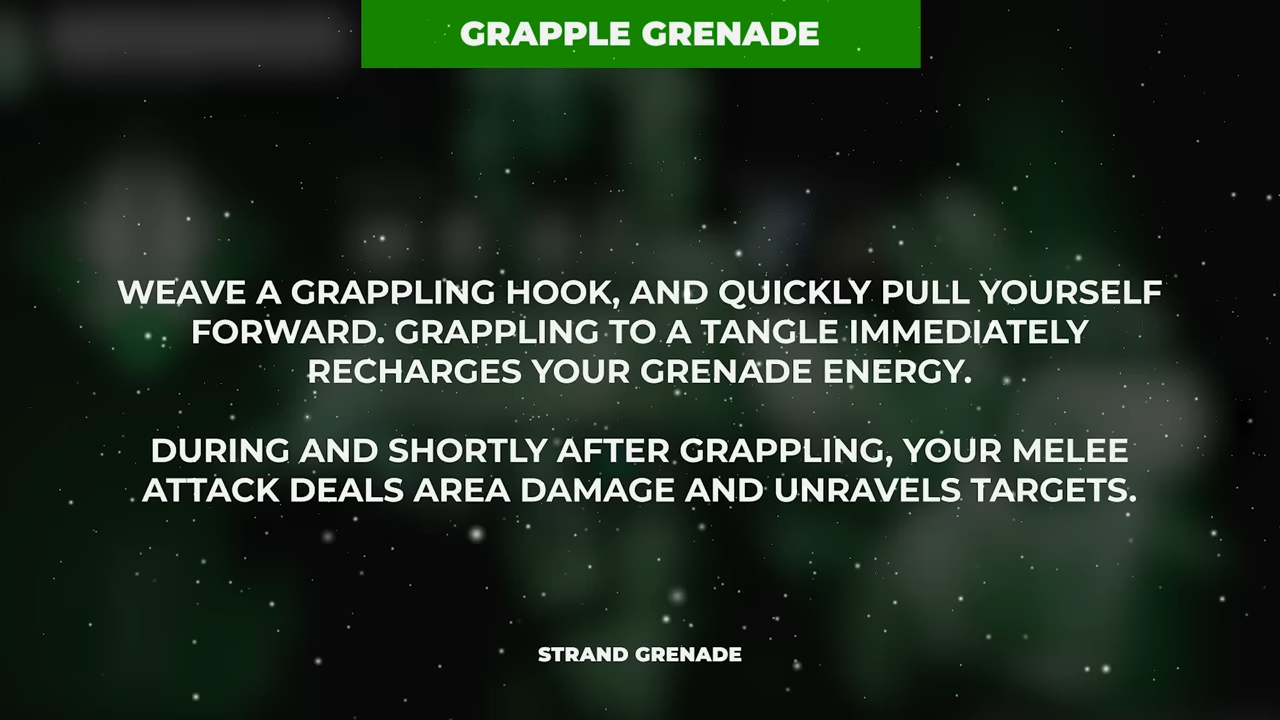 GRAPPLE GRENADE
WEAVE A GRAPPLING HOOK, AND QUICKLY PULL YOURSELF
FORWARD. GRAPPLING TO A TANGLE IMMEDIATELY
RECHARGES YOUR GRENADE ENERGY.
DURING AND SHORTLY AFTER GRAPPLING, YOUR MELEE
ATTACK DEALS AREA DAMAGE AND UNRAVELS TARGETS.
STRAND GRENADE